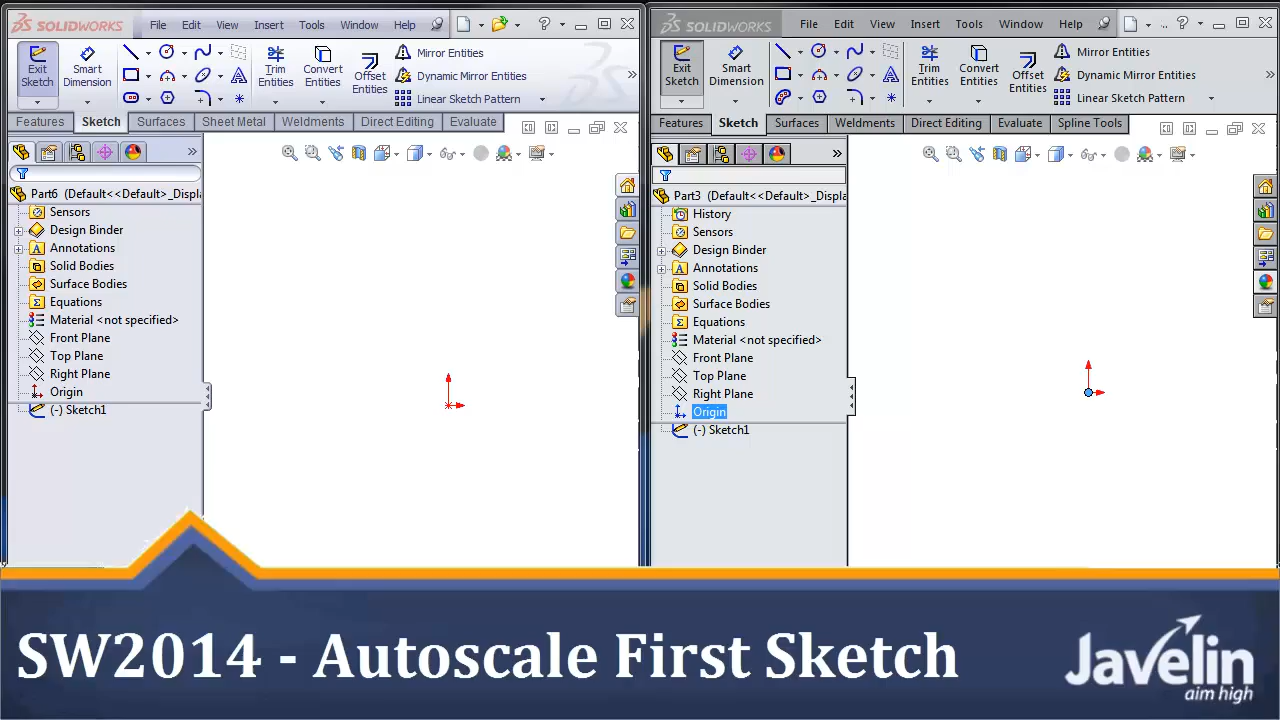 SOLIDWORKS File Edit View Insert Tools Window Help
Exit Sketch
Smart Dimension
Trim Entities
Convert Entities
Offset Entities
Mirror Entities
Dynamic Mirror Entities
Linear Sketch Pattern
Features Sketch Surfaces Sheet Metal Weldments Direct Editing Evaluate
Part6 (Default<<Default>_Displa
Sensors
Design Binder
Annotations
Solid Bodies
Surface Bodies
Equations
Material <not specified>
Front Plane
Top Plane
Right Plane
Origin
(-) Sketch1
SOLIDWORKS File Edit View Insert Tools Window Help
Exit Sketch
Smart Dimension
Trim Entities
Convert Entities
Offset Entities
Mirror Entities
Dynamic Mirror Entities
Linear Sketch Pattern
Features Sketch Surfaces Weldments Direct Editing Evaluate Spline Tools
Part3 (Default<<Default>_Displa
History
Sensors
Design Binder
Annotations
Solid Bodies
Surface Bodies
Equations
Material <not specified>
Front Plane
Top Plane
Right Plane
Origin
(-) Sketch1
SW2014 - Autoscale First Sketch
Javelin
aim high